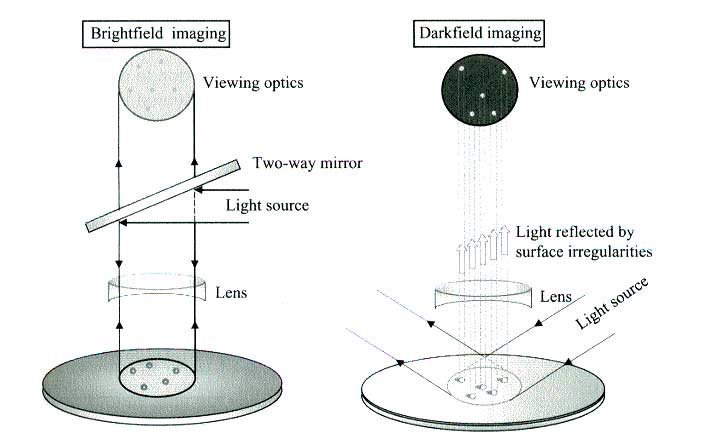 Brightfield imaging
Viewing optics
Two-way mirror
Light source
Lens
Darkfield imaging
Viewing optics
Light reflected by
surface irregularities
Lens
Light source